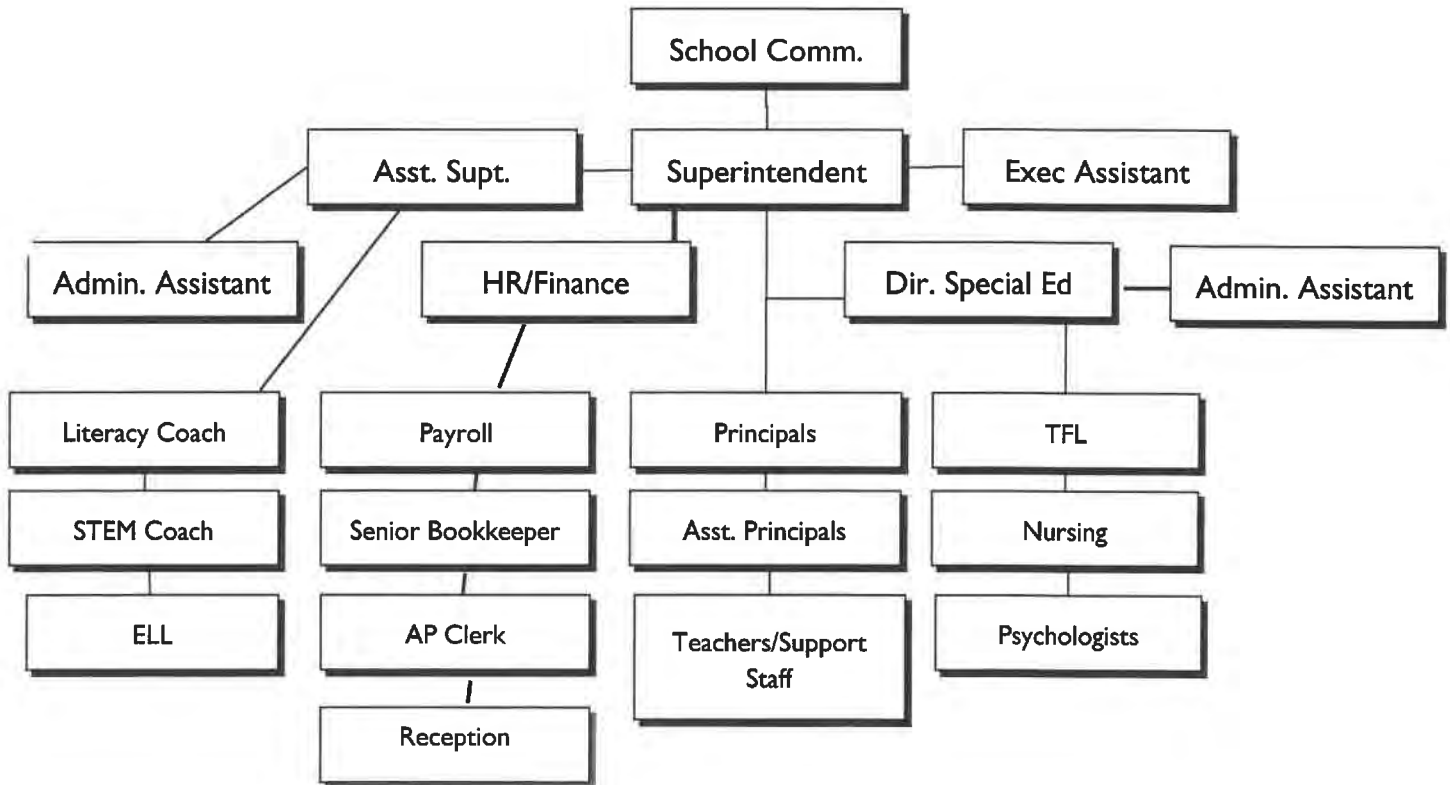 School Comm.
Asst. Supt.
Superintendent
Exec Assistant
Admin. Assistant
HR/Finance
Dir. Special Ed
Admin. Assistant
Literacy Coach
Payroll
Principals
TFL
STEM Coach
Senior Bookkeeper
Asst. Principals
Nursing
ELL
AP Clerk
Teachers/Support
Staff
Psychologists
Reception